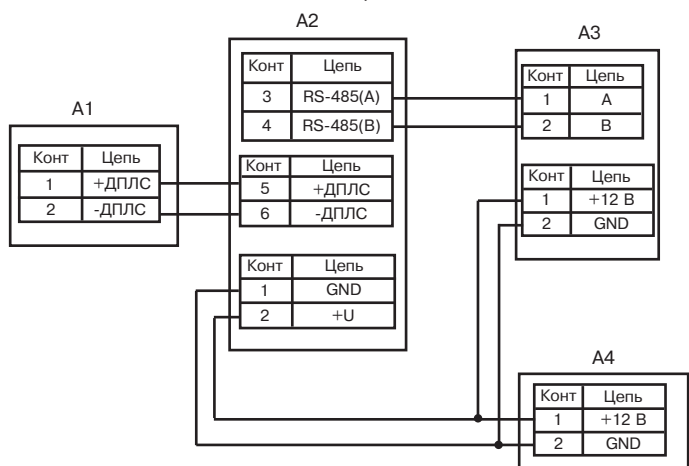 A2
Конт Цепь
3 RS-485(A)
4 RS-485(B)
Конт Цепь
5 +ДПЛС
6 -ДПЛС
Конт Цепь
1 GND
2 +U
A3
Конт Цепь
1 A
2 B
Конт Цепь
1 +12 В
2 GND
A1
Конт Цепь
1 +ДПЛС
2 -ДПЛС
A4
Конт Цепь
1 +12 В
2 GND